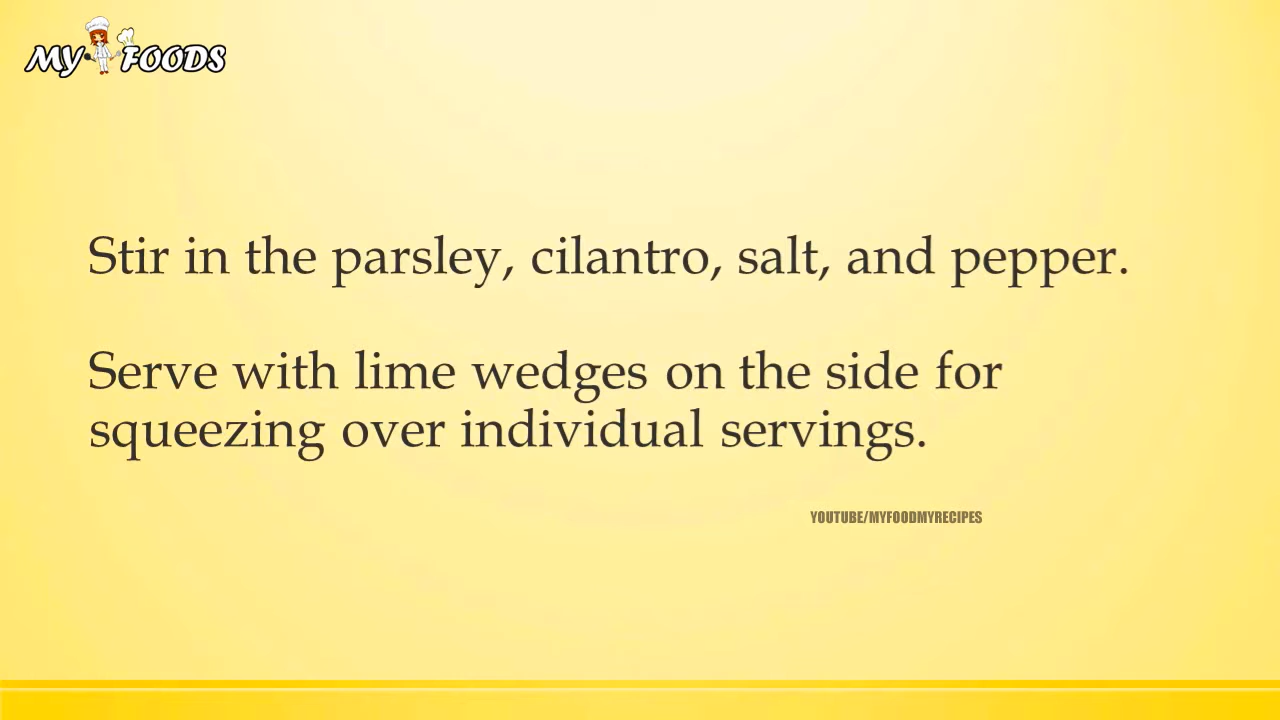 MY FOODS
Stir in the parsley, cilantro, salt, and pepper.
Serve with lime wedges on the side for
squeezing over individual servings.
YOUTUBE/MYFOODMYRECIPES